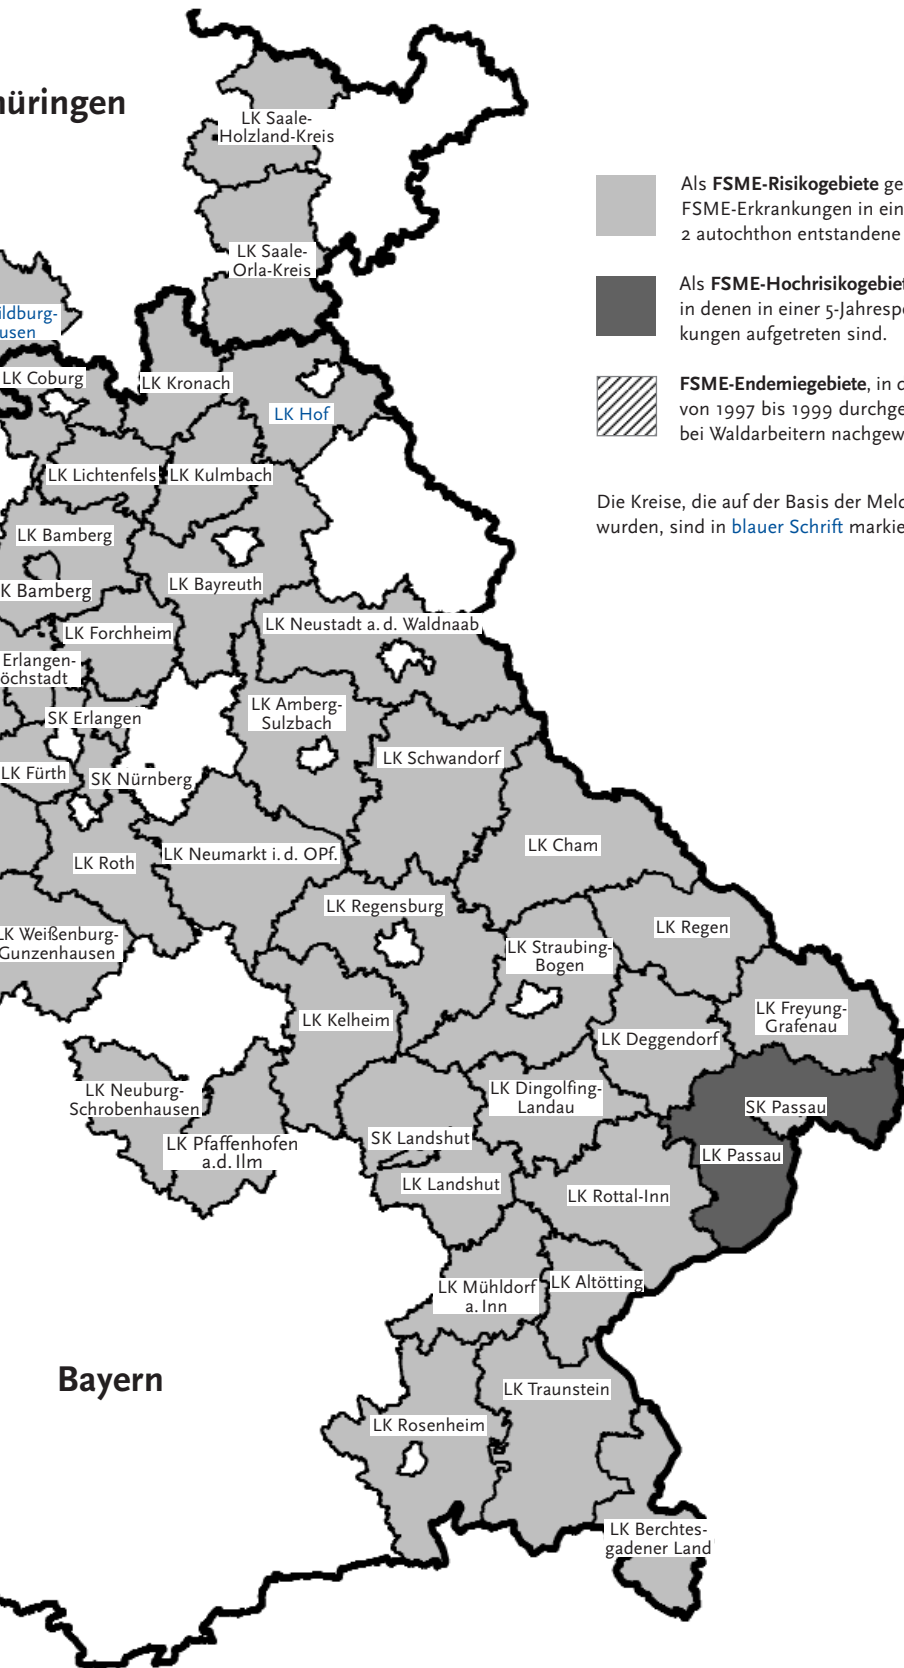 hüringen
LK Saale-
Holzland-Kreis
LK Saale-
Orla-Kreis
ildburg-
usen
LK Coburg
LK Kronach
LK Hof
LK Lichtenfels
LK Kulmbach
LK Bamberg
K Bamberg
LK Bayreuth
LK Forchheim
LK Neustadt a. d. Waldnaab
Erlangen-
öchstadt
LK Amberg-
Sulzbach
SK Erlangen
LK Schwandorf
LK Fürth
SK Nürnberg
LK Cham
LK Roth
LK Neumarkt i. d. OPf.
LK Regensburg
LK Regen
LK Weißenburg-
Gunzenhausen
LK Straubing-
Bogen
LK Kelheim
LK Freyung-
Grafenau
LK Deggendorf
LK Neuburg-
Schrobenhausen
LK Dingolfing-
Landau
SK Passau
SK Landshut
LK Pfaffenhofen
a.d. Ilm
LK Passau
LK Landshut
LK Rottal-Inn
LK Mühldorf
a. Inn
LK Altötting
Bayern
LK Traunstein
LK Rosenheim
LK Berchtes-
gadener Land
Als FSME-Risikogebiete ge
FSME-Erkrankungen in ein
2 autochthon entstandene
Als FSME-Hochrisikogebiet
in denen in einer 5-Jahrespe
kungen aufgetreten sind.
FSME-Endemiegebiete, in d
von 1997 bis 1999 durchge
bei Waldarbeitern nachgew
Die Kreise, die auf der Basis der Meld
wurden, sind in blauer Schrift markie